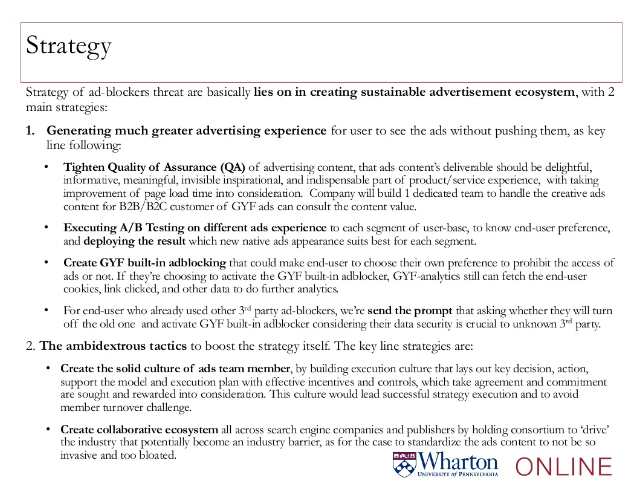 Strategy
Strategy of ad-blockers threat are basically lies on in creating sustainable advertisement ecosystem, with 2
main strategies:
1. Generating much greater advertising experience for user to see the ads without pushing them, as key
line following:
• Tighten Quality of Assurance (QA) of advertising content, that ads content's deliverable should be delightful,
informative, meaningful, invisible inspirational, and indispensable part of product/service experience, with taking
improvement of page load time into consideration. Company will build 1 dedicated team to handle the creative ads
content for B2B/B2C customer of GYF ads can consult the content value.
• Executing A/B Testing on different ads experience to each segment of user-base, to know end-user preference,
and deploying the result which new native ads appearance suits best for each segment.
• Create GYF built-in adblocking that could make end-user to choose their own preference to prohibit the access of
ads or not. If they're choosing to activate the GYF built-in adblocker, GYF-analytics still can fetch the end-user
cookies, link clicked, and other data to do further analytics.
• For end-user who already used other 3rd party ad-blockers, we're send the prompt that asking whether they will turn
off the old one and activate GYF built-in adblocker considering their data security is crucial to unknown 3rd party.
2. The ambidextrous tactics to boost the strategy itself. The key line strategies are:
• Create the solid culture of ads team member, by building execution culture that lays out key decision, action,
support the model and execution plan with effective incentives and controls, which take agreement and commitment
are sought and rewarded into consideration. This culture would lead successful strategy execution and to avoid
member turnover challenge.
• Create collaborative ecosystem all across search engine companies and publishers by holding consortium to 'drive'
the industry that potentially become an industry barrier, as for the case to standardize the ads content to not be so
invasive and too bloated.
Wharton ONLINE
UNIVERSITY of PENNSYLVANIA